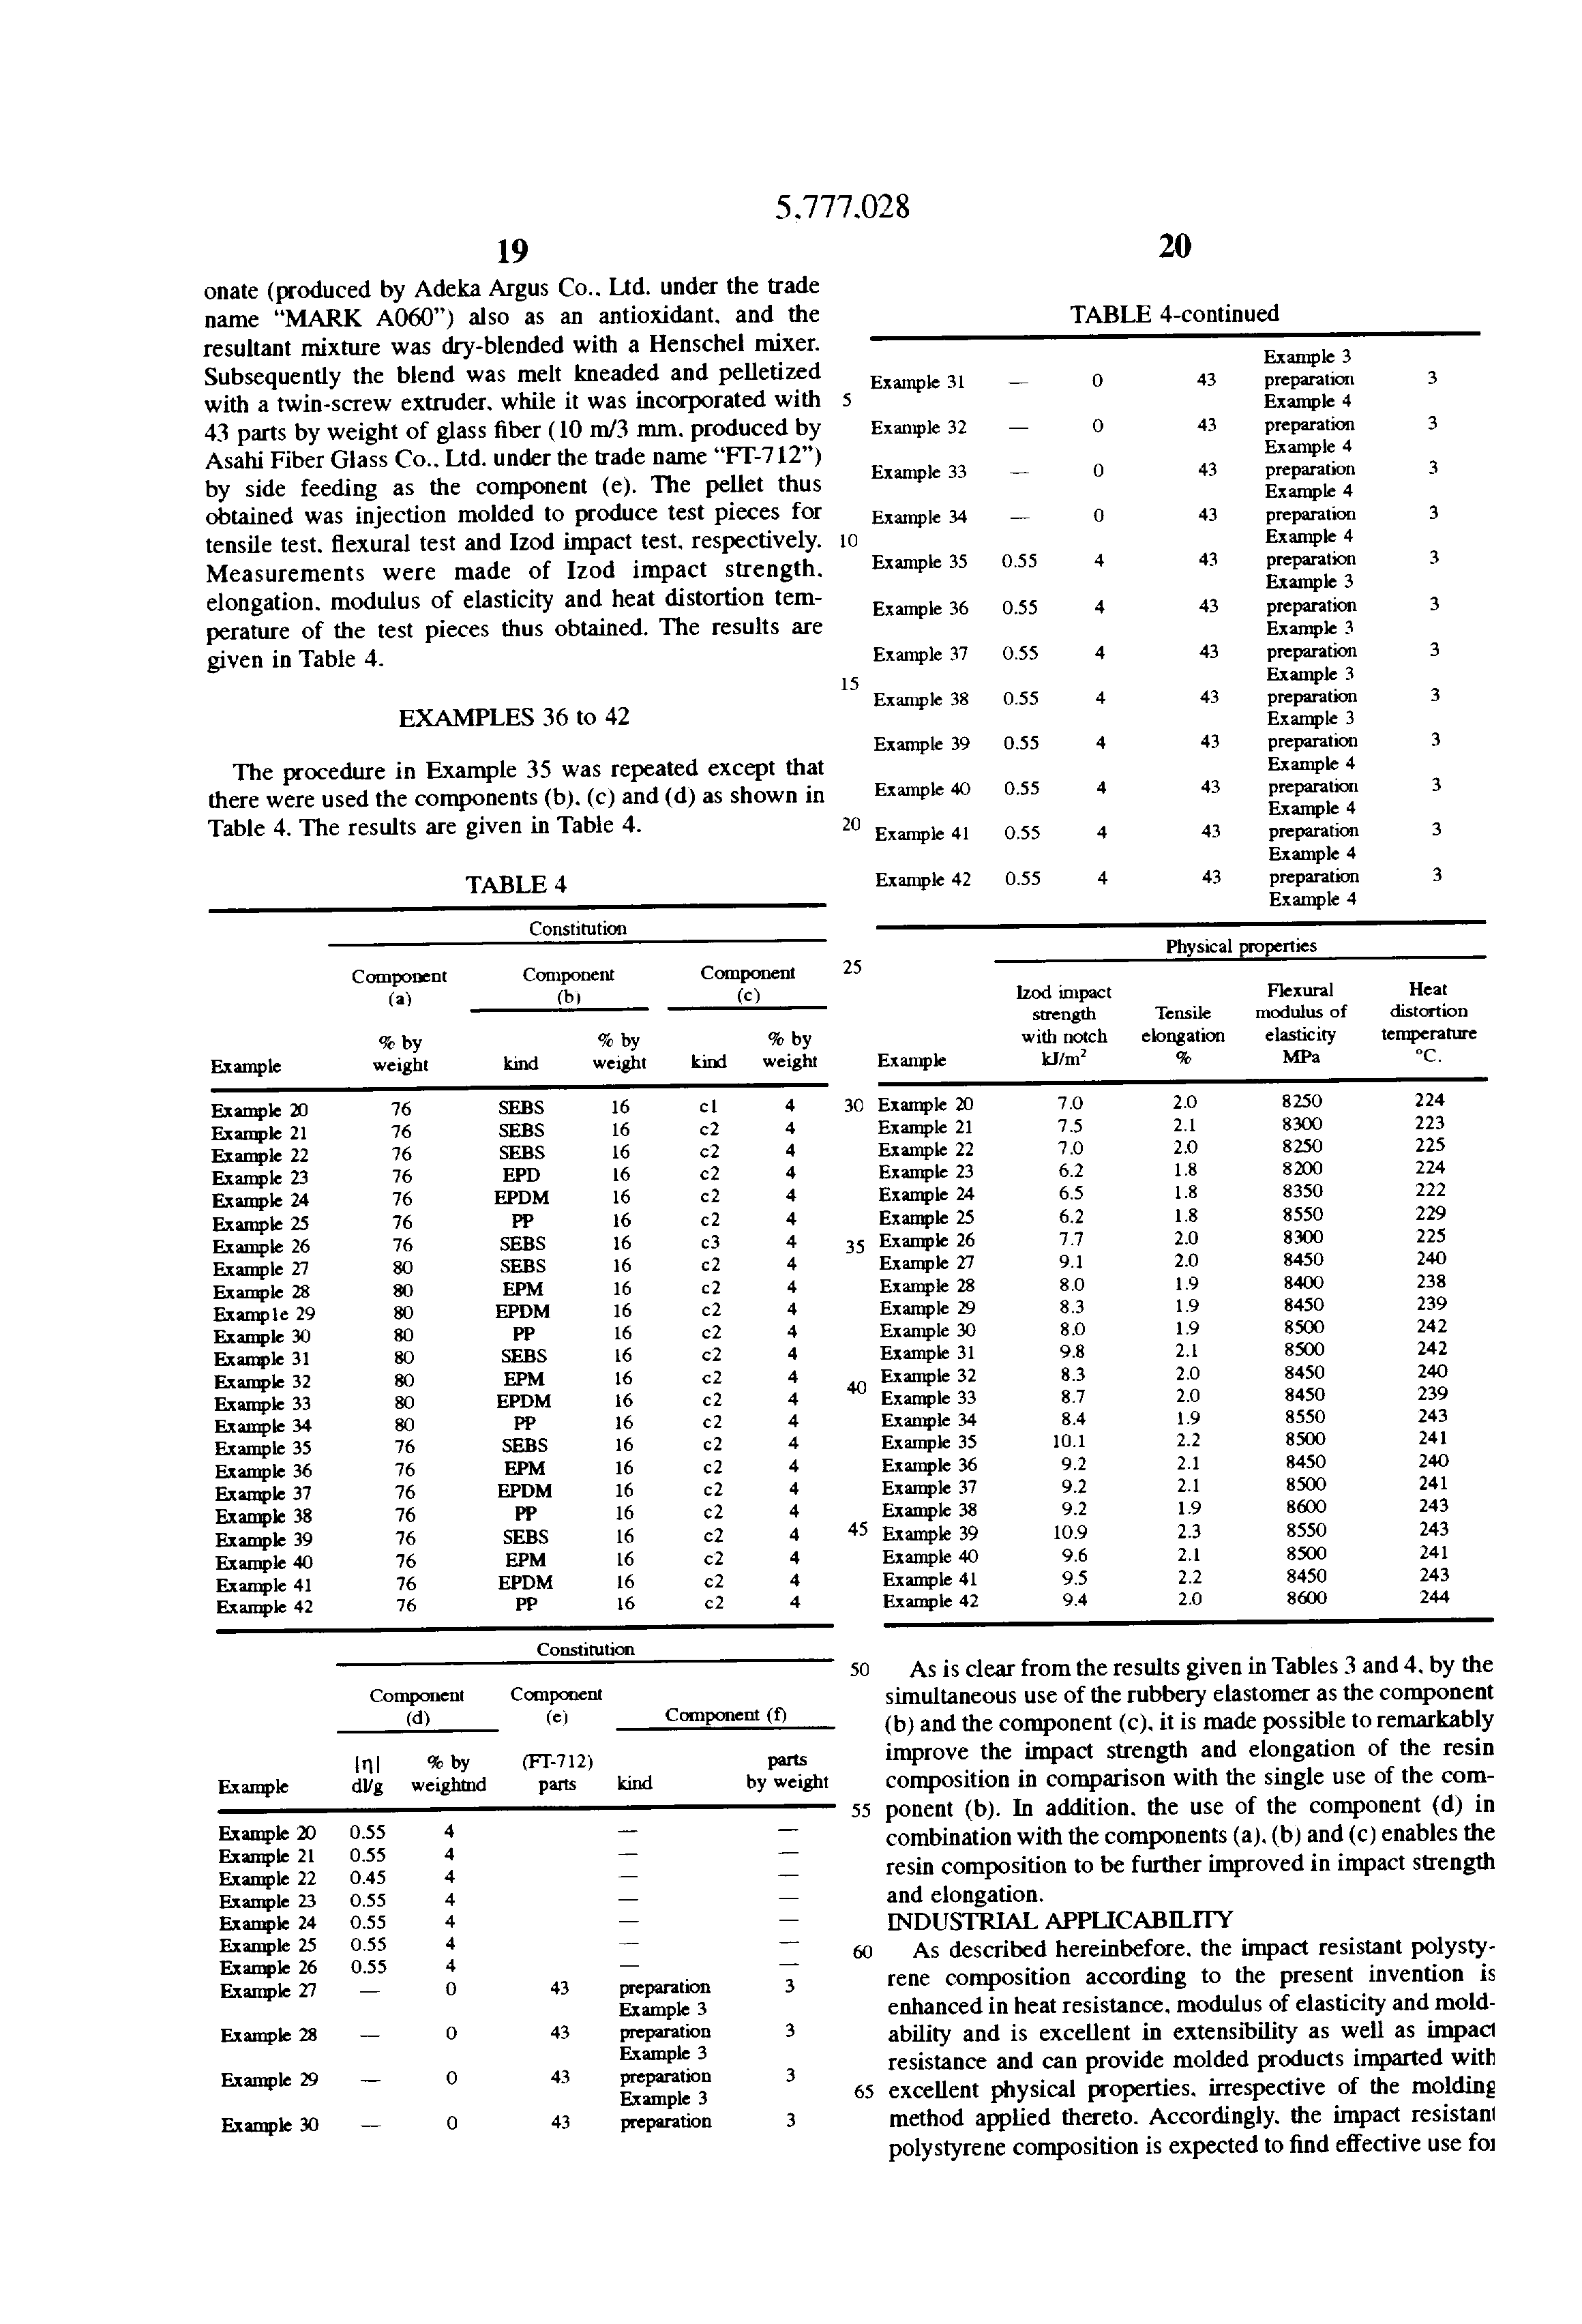 5.777.028
19
onate (produced by Adeka Argus Co.. Ltd. under the trade
name “MARK A060”) also as an antioxidant. and the
resultant mixture was dry-blended with a Henschel mixer.
Subsequently the blend was melt kneaded and pelletized
with a twin-screw extruder. while it was incorporated with
43 parts by weight of glass fiber (10 m/3 mm. produced by
Asahi Fiber Glass Co.. Ltd. under the trade name “FT-712”)
by side feeding as the component (e). The pellet thus
obtained was injection molded to produce test pieces for
tensile test. flexural test and Izod impact test. respectively.
Measurements were made of Izod impact strength.
elongation. modulus of elasticity and heat distortion tem-
perature of the test pieces thus obtained. The results are
given in Table 4.
EXAMPLES 36 to 42
The procedure in Example 35 was repeated except that
there were used the components (b). (c) and (d) as shown in
Table 4. The results are given in Table 4.
TABLE 4
Constitution
Component Component Component
(a) (b) (c)
% by % by % by
Example weight kind weight kind weight
Example 20 76 SEBS 16 c1 4
Example 21 76 SEBS 16 c2 4
Example 22 76 SEBS 16 c2 4
Example 23 76 EPD 16 c2 4
Example 24 76 EPDM 16 c2 4
Example 25 76 PP 16 c2 4
Example 26 76 SEBS 16 c3 4
Example 27 80 SEBS 16 c2 4
Example 28 80 EPM 16 c2 4
Example 29 80 EPDM 16 c2 4
Example 30 80 PP 16 c2 4
Example 31 80 SEBS 16 c2 4
Example 32 80 EPM 16 c2 4
Example 33 80 EPDM 16 c2 4
Example 34 80 PP 16 c2 4
Example 35 76 SEBS 16 c2 4
Example 36 76 EPM 16 c2 4
Example 37 76 EPDM 16 c2 4
Example 38 76 PP 16 c2 4
Example 39 76 SEBS 16 c2 4
Example 40 76 EPM 16 c2 4
Example 41 76 EPDM 16 c2 4
Example 42 76 PP 16 c2 4
Constitution
Component Component
(d) (e) Component (f)
|η| % by (FT-712) parts
Example dl/g weightnd parts kind by weight
Example 20 0.55 4 — —
Example 21 0.55 4 — —
Example 22 0.45 4 — —
Example 23 0.55 4 — —
Example 24 0.55 4 — —
Example 25 0.55 4 — —
Example 26 0.55 4 — —
Example 27 — 0 43 preparation 3
Example 3
Example 28 — 0 43 preparation 3
Example 3
Example 29 — 0 43 preparation 3
Example 3
Example 30 — 0 43 preparation 3
5
10
15
20
25
30
35
40
45
50
55
60
65
20
TABLE 4-continued
Example 3
Example 31 — 0 43 preparation 3
Example 4
Example 32 — 0 43 preparation 3
Example 4
Example 33 — 0 43 preparation 3
Example 4
Example 34 — 0 43 preparation 3
Example 4
Example 35 0.55 4 43 preparation 3
Example 3
Example 36 0.55 4 43 preparation 3
Example 3
Example 37 0.55 4 43 preparation 3
Example 3
Example 38 0.55 4 43 preparation 3
Example 3
Example 39 0.55 4 43 preparation 3
Example 4
Example 40 0.55 4 43 preparation 3
Example 4
Example 41 0.55 4 43 preparation 3
Example 4
Example 42 0.55 4 43 preparation 3
Example 4
Physical properties
Izod impact Flexural Heat
strength Tensile modulus of distortion
with notch elongation elasticity temperature
Example kJ/m² % MPa °C.
Example 20 7.0 2.0 8250 224
Example 21 7.5 2.1 8300 223
Example 22 7.0 2.0 8250 225
Example 23 6.2 1.8 8200 224
Example 24 6.5 1.8 8350 222
Example 25 6.2 1.8 8550 229
Example 26 7.7 2.0 8300 225
Example 27 9.1 2.0 8450 240
Example 28 8.0 1.9 8400 238
Example 29 8.3 1.9 8450 239
Example 30 8.0 1.9 8500 242
Example 31 9.8 2.1 8500 242
Example 32 8.3 2.0 8450 240
Example 33 8.7 2.0 8450 239
Example 34 8.4 1.9 8550 243
Example 35 10.1 2.2 8500 241
Example 36 9.2 2.1 8450 240
Example 37 9.2 2.1 8500 241
Example 38 9.2 1.9 8600 243
Example 39 10.9 2.3 8550 243
Example 40 9.6 2.1 8500 241
Example 41 9.5 2.2 8450 243
Example 42 9.4 2.0 8600 244
As is clear from the results given in Tables 3 and 4. by the
simultaneous use of the rubbery elastomer as the component
(b) and the component (c). it is made possible to remarkably
improve the impact strength and elongation of the resin
composition in comparison with the single use of the com-
ponent (b). In addition. the use of the component (d) in
combination with the components (a). (b) and (c) enables the
resin composition to be further improved in impact strength
and elongation.
INDUSTRIAL APPLICABILITY
As described hereinbefore. the impact resistant polysty-
rene composition according to the present invention is
enhanced in heat resistance. modulus of elasticity and mold-
ability and is excellent in extensibility as well as impact
resistance and can provide molded products imparted with
excellent physical properties. irrespective of the molding
method applied thereto. Accordingly. the impact resistant
polystyrene composition is expected to find effective use for